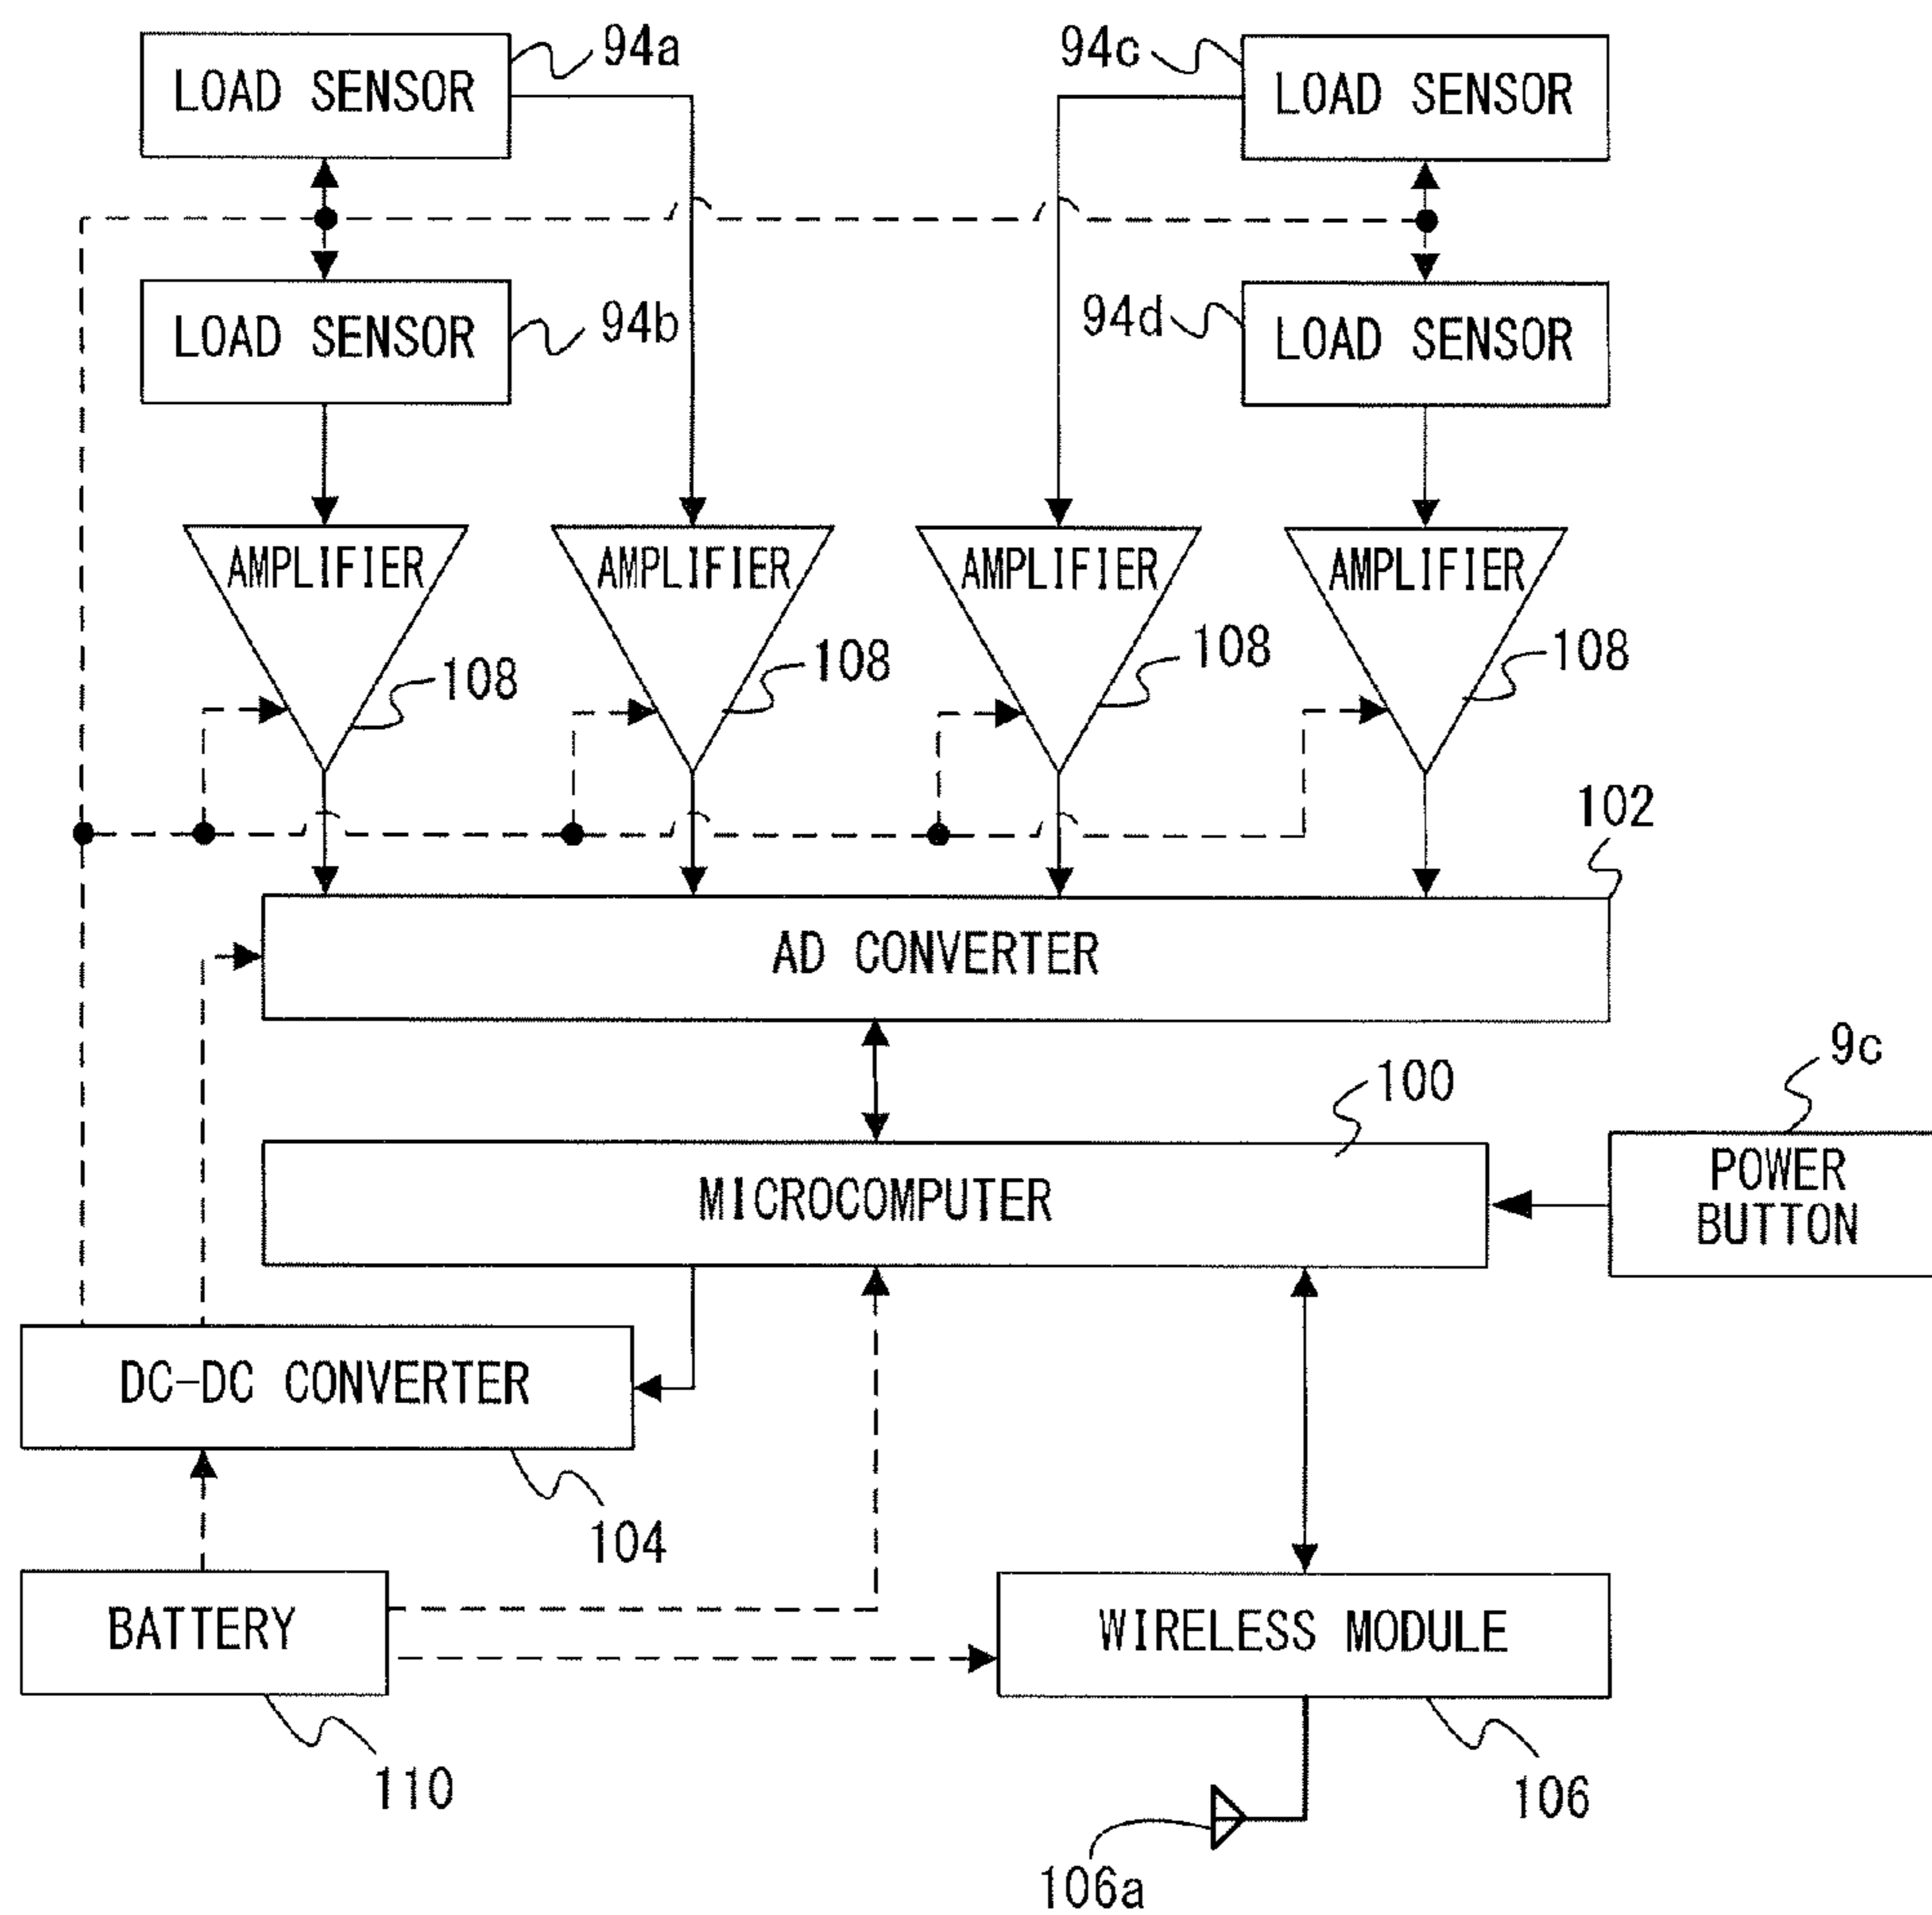 94a
94c
LOAD SENSOR
LOAD SENSOR
94b
94d
LOAD SENSOR
LOAD SENSOR
AMPLIFIER
AMPLIFIER
AMPLIFIER
AMPLIFIER
108
108
108
108
102
AD CONVERTER
9c
100
MICROCOMPUTER
POWER
BUTTON
DC-DC CONVERTER
104
BATTERY
WIRELESS MODULE
110
106
106a